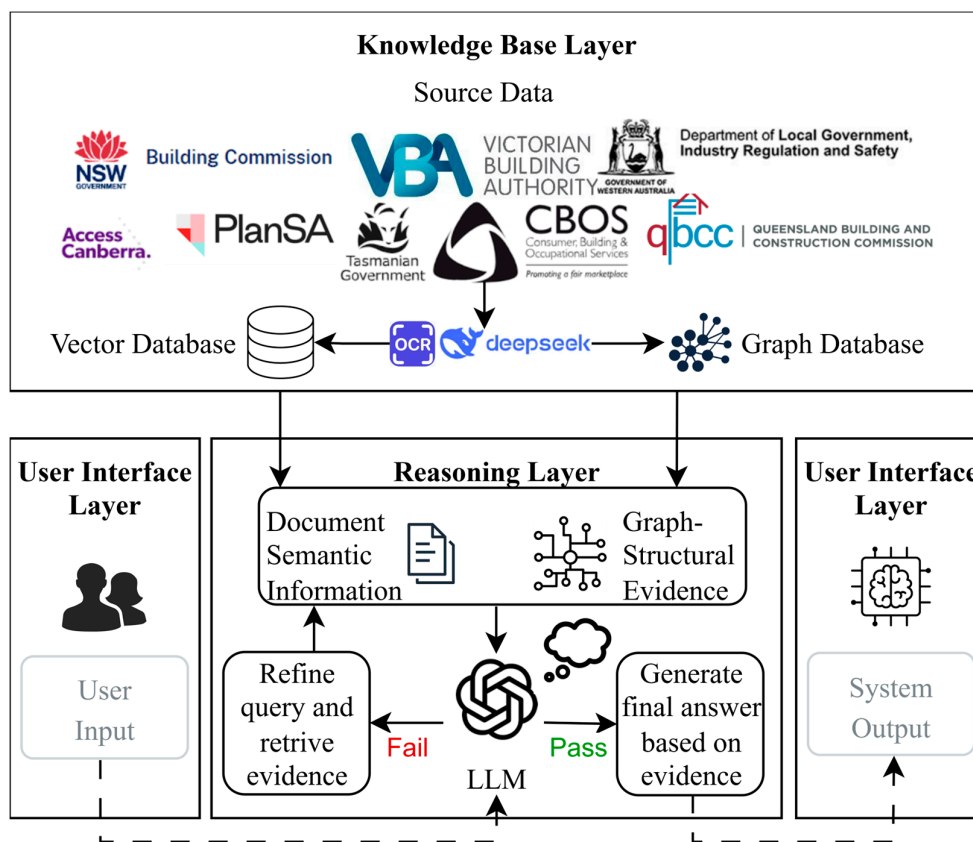 Knowledge Base Layer
Source Data
NSW
GOVERNMENT
Building Commission
VBA
VICTORIAN
BUILDING
AUTHORITY
GOVERNMENT OF
WESTERN AUSTRALIA
Department of Local Government,
Industry Regulation and Safety
Access
Canberra.
PlanSA
Tasmanian
Government
CBOS
Consumer, Building &
Occupational Services
Promoting a fair marketplace
qbcc
QUEENSLAND BUILDING AND
CONSTRUCTION COMMISSION
Vector Database
OCR
deepseek
Graph Database
User Interface
Layer
User
Input
Reasoning Layer
Document
Semantic
Information
Graph-
Structural
Evidence
Refine
query and
retrive
evidence
Fail
LLM
Pass
Generate
final answer
based on
evidence
User Interface
Layer
System
Output